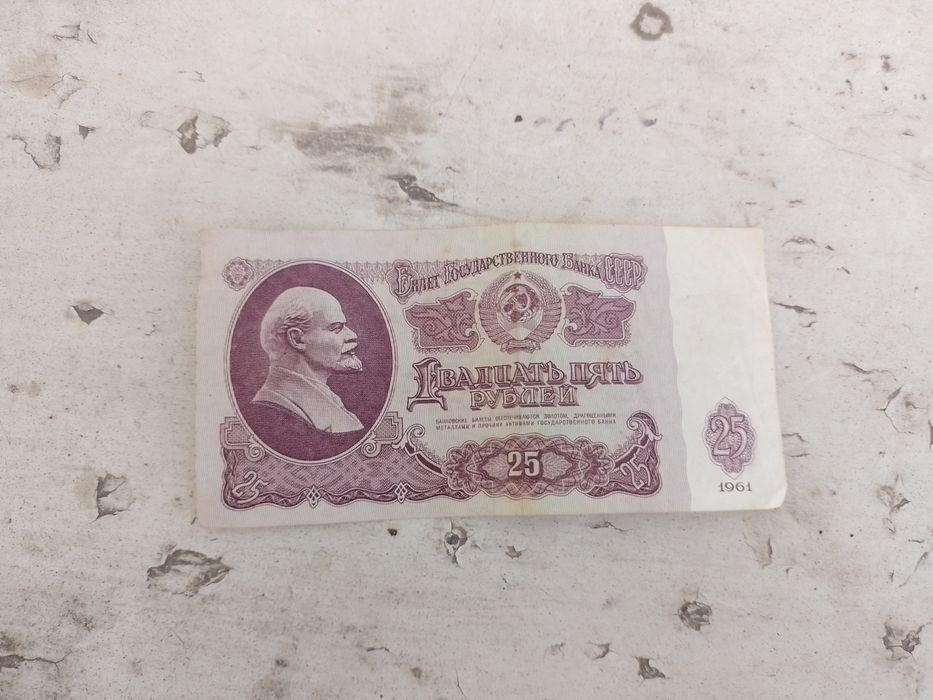 Билет Государственного Банка СССР
Двадцать пять
рублей
БАНКОВСКИЕ БИЛЕТЫ ОБЕСПЕЧИВАЮТСЯ ЗОЛОТОМ, ДРАГОЦЕННЫМИ
МЕТАЛЛАМИ И ПРОЧИМИ АКТИВАМИ ГОСУДАРСТВЕННОГО БАНКА
25
25
25
25
1961